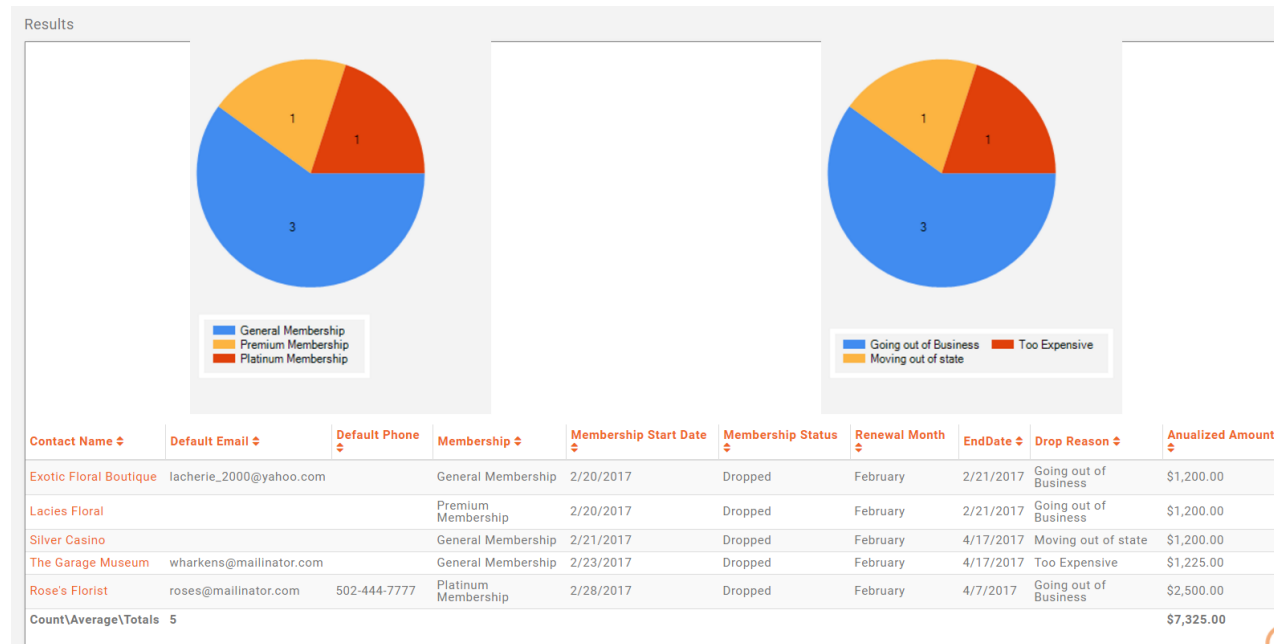 Results
1
1
3
General Membership
Premium Membership
Platinum Membership
1
1
3
Going out of Business Too Expensive
Moving out of state
Contact Name Default Email Default Phone Membership Membership Start Date Membership Status Renewal Month EndDate Drop Reason Anualized Amount
Exotic Floral Boutique lacherie_2000@yahoo.com General Membership 2/20/2017 Dropped February 2/21/2017 Going out of Business $1,200.00
Lacies Floral Premium Membership 2/20/2017 Dropped February 2/21/2017 Going out of Business $1,200.00
Silver Casino General Membership 2/21/2017 Dropped February 4/17/2017 Moving out of state $1,200.00
The Garage Museum wharkens@mailinator.com General Membership 2/23/2017 Dropped February 4/17/2017 Too Expensive $1,225.00
Rose's Florist roses@mailinator.com 502-444-7777 Platinum Membership 2/28/2017 Dropped February 4/7/2017 Going out of Business $2,500.00
Count\Average\Totals 5 $7,325.00